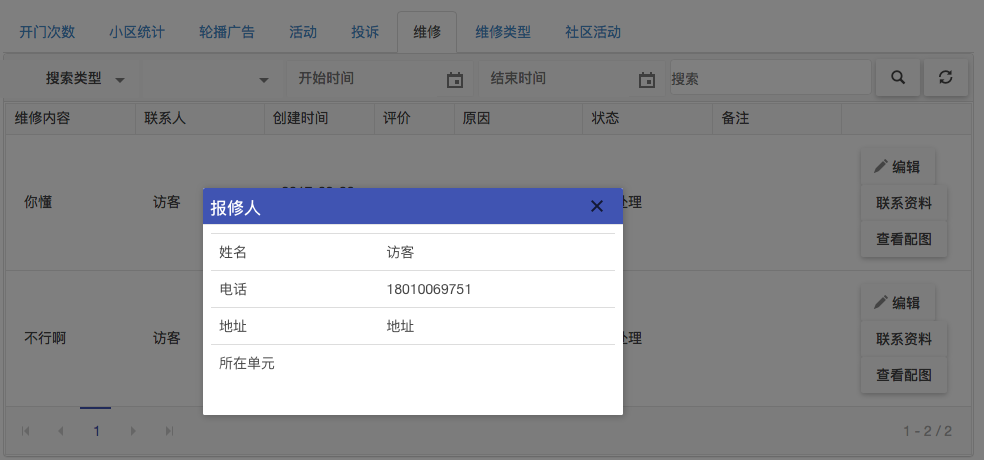 开门次数 小区统计 轮播广告 活动 投诉 维修 维修类型 社区活动
搜索类型 开始时间 结束时间 搜索
维修内容 联系人 创建时间 评价 原因 状态 备注
编辑
你懂 访客 处理 联系资料
查看配图
报修人
姓名 访客
电话 18010069751
地址 地址
所在单元
编辑
不行啊 访客 处理 联系资料
查看配图
1 1 - 2 / 2